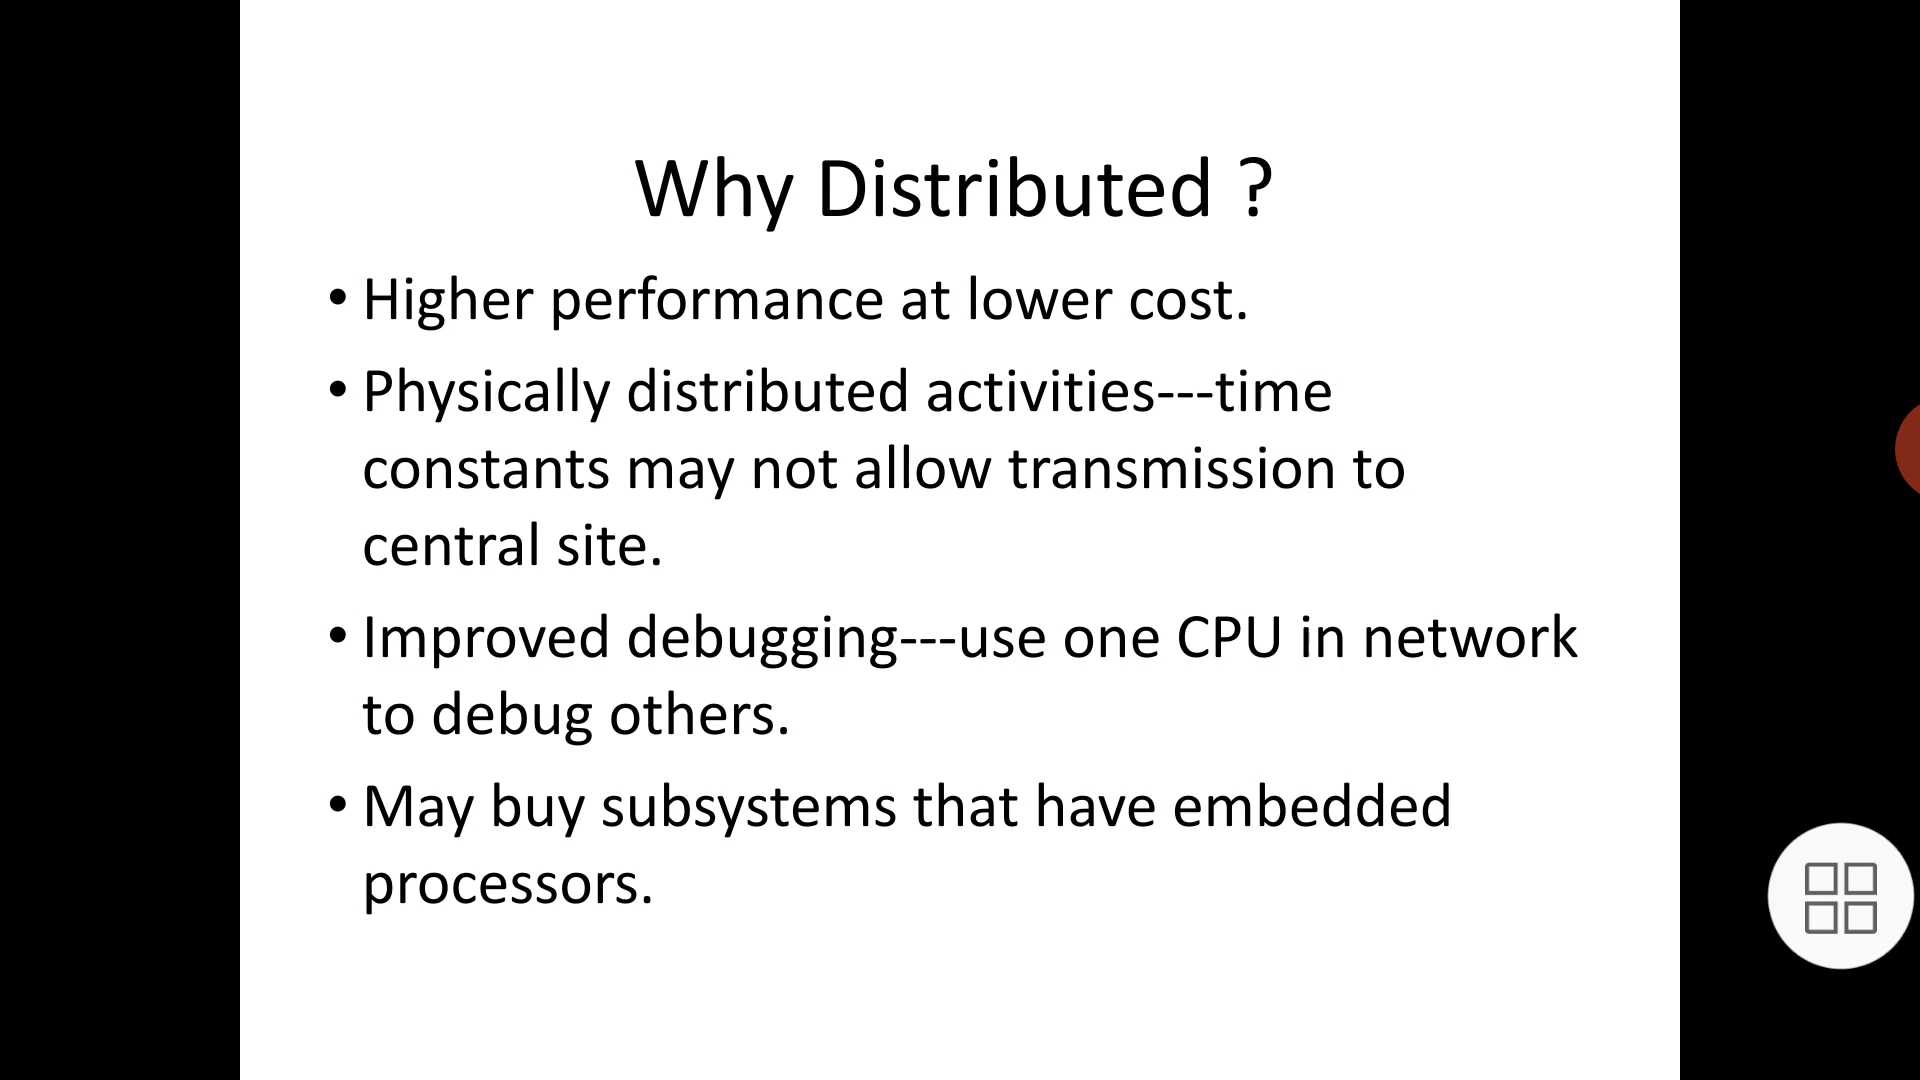 Why Distributed ?
• Higher performance at lower cost.
• Physically distributed activities---time
constants may not allow transmission to
central site.
• Improved debugging---use one CPU in network
to debug others.
• May buy subsystems that have embedded
processors.